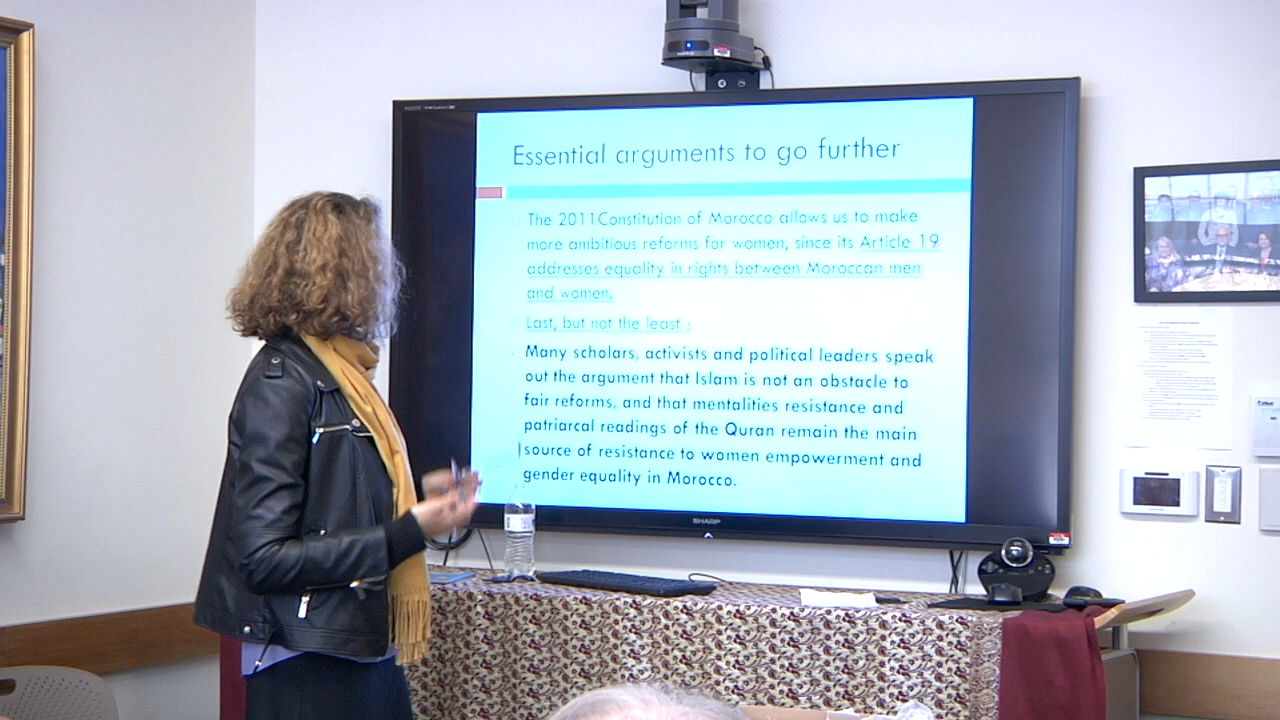 Essential arguments to go further
The 2011Constitution of Morocco allows us to make
more ambitious reforms for women, since its Article 19
addresses equality in rights between Moroccan men
and women.
Last, but not the least :
Many scholars, activists and political leaders speak
out the argument that Islam is not an obstacle to
fair reforms, and that mentalities resistance and
patriarcal readings of the Quran remain the main
source of resistance to women empowerment and
gender equality in Morocco.
SHARP